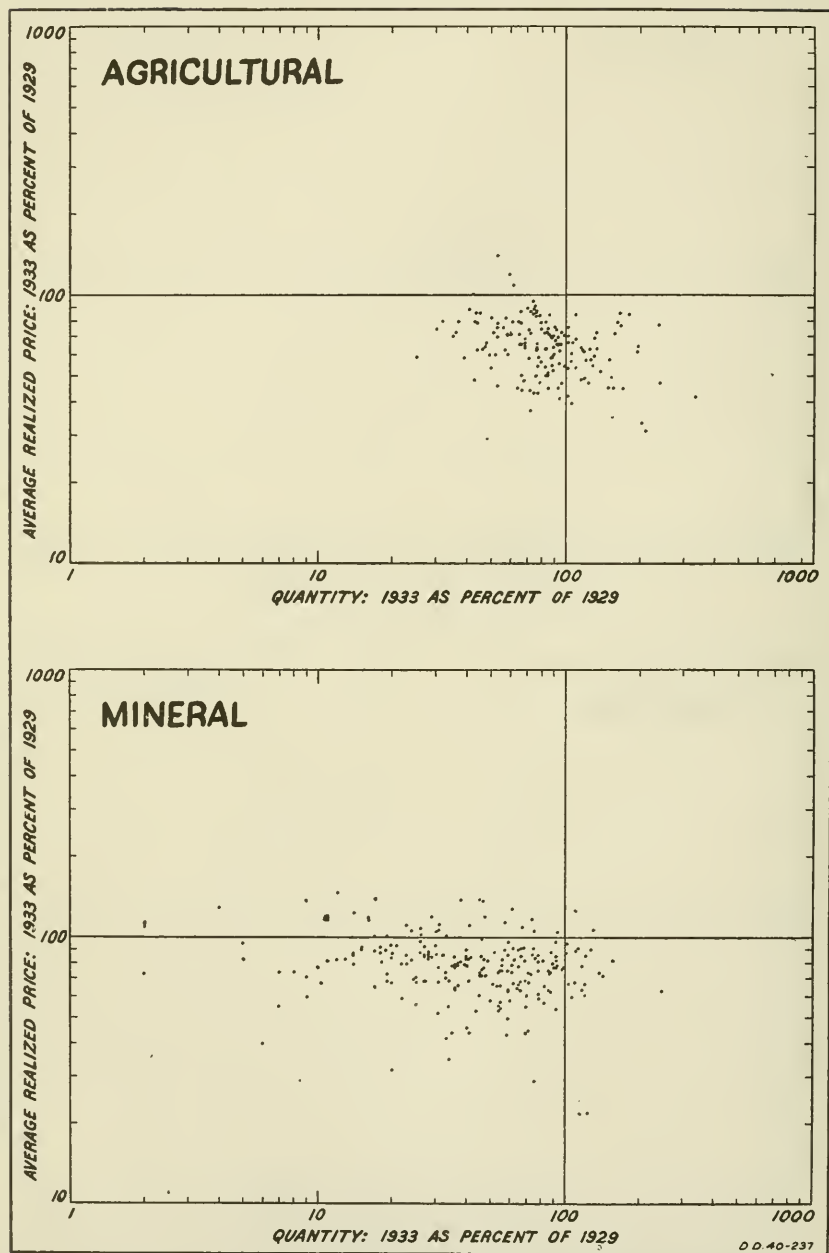 AGRICULTURAL
AVERAGE REALIZED PRICE: 1933 AS PERCENT OF 1929
1000
100
10
1
10
100
1000
QUANTITY: 1933 AS PERCENT OF 1929
MINERAL
AVERAGE REALIZED PRICE: 1933 AS PERCENT OF 1929
1000
100
10
1
10
100
1000
QUANTITY: 1933 AS PERCENT OF 1929
D D.40-237